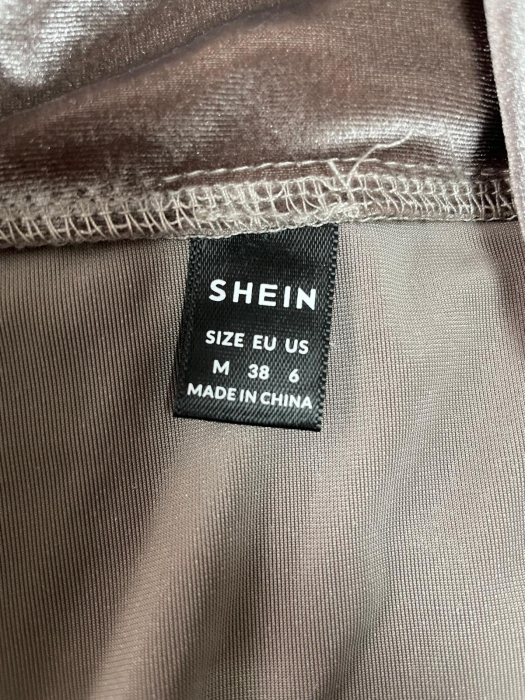 SHEIN
SIZE EU US
M 38 6
MADE IN CHINA